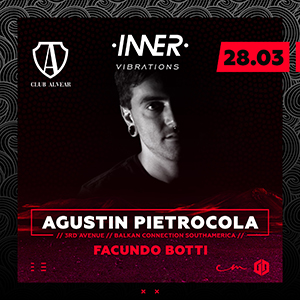 A
CLUB ALVEAR
·INNER·
VIBRATIONS
28.03
AGUSTIN PIETROCOLA
// 3RD AVENUE // BALKAN CONNECTION SOUTHAMERICA //
FACUNDO BOTTI